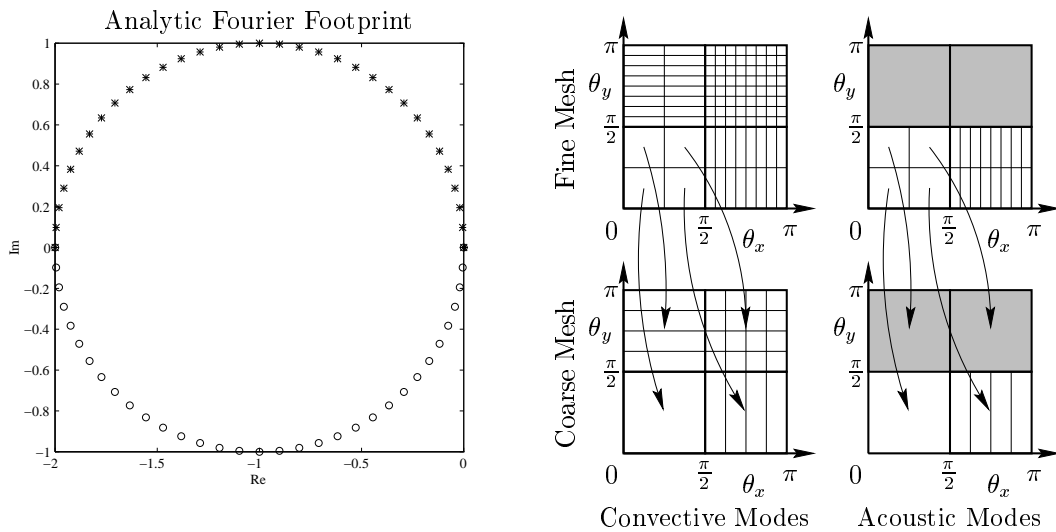 Analytic Fourier Footprint
1
0.8
0.6
0.4
0.2
0
−0.2
−0.4
−0.6
−0.8
−1
Im
−2
−1.5
−1
−0.5
0
Re
Fine Mesh
π
θy
π/2
0
π/2
θx
π
π
θy
π/2
0
π/2
θx
π
Coarse Mesh
π
θy
π/2
0
π/2
θx
π
π
θy
π/2
0
π/2
θx
π
Convective Modes
Acoustic Modes